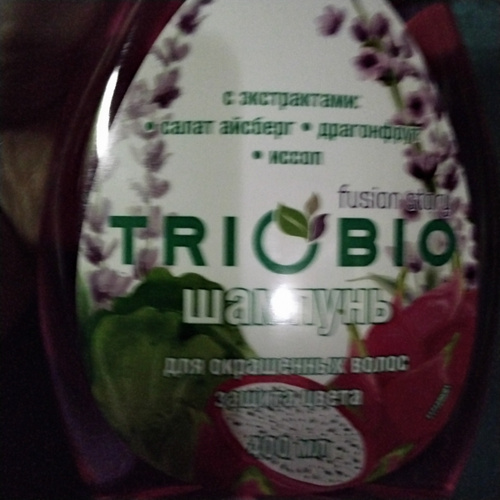 с экстрактами:
• салат айсберг • драгонфрут
• иссоп
fusion story
TRIOBIO
шампунь
для окрашенных волос
защита цвета
400 мл